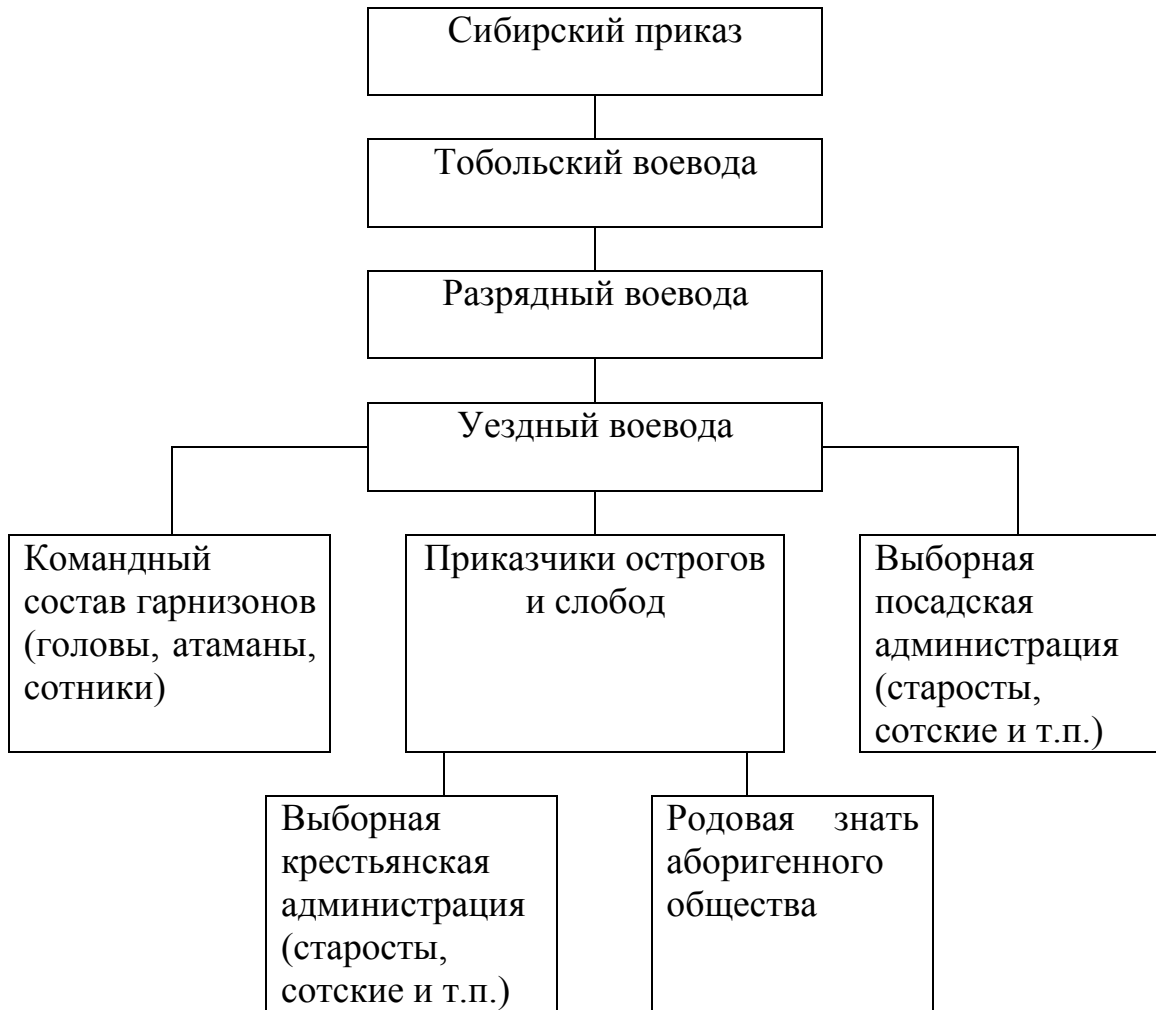 Сибирский приказ
Тобольский воевода
Разрядный воевода
Уездный воевода
Командный
состав гарнизонов
(головы, атаманы,
сотники)
Приказчики острогов
и слобод
Выборная
посадская
администрация
(старосты,
сотские и т.п.)
Выборная
крестьянская
администрация
(старосты,
сотские и т.п.)
Родовая знать
аборигенного
общества